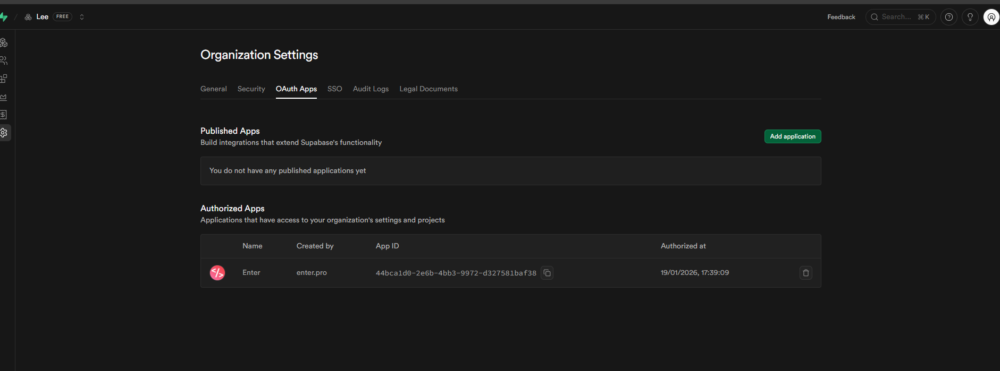 Lee FREE
Feedback
Search... ⌘ K
Organization Settings
General Security OAuth Apps SSO Audit Logs Legal Documents
Published Apps
Build integrations that extend Supabase's functionality
Add application
You do not have any published applications yet
Authorized Apps
Applications that have access to your organization's settings and projects
Name Created by App ID Authorized at
Enter enter.pro 44bca1d0-2e6b-4bb3-9972-d327581baf38 19/01/2026, 17:39:09